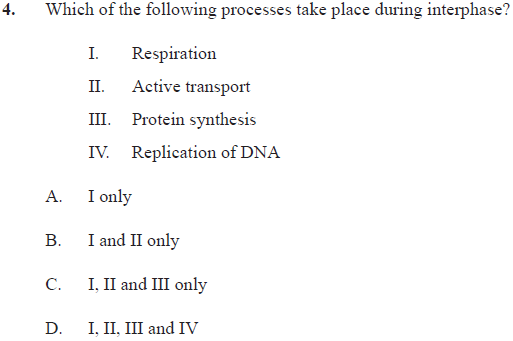 4. Which of the following processes take place during interphase?
I. Respiration
II. Active transport
III. Protein synthesis
IV. Replication of DNA
A. I only
B. I and II only
C. I, II and III only
D. I, II, III and IV